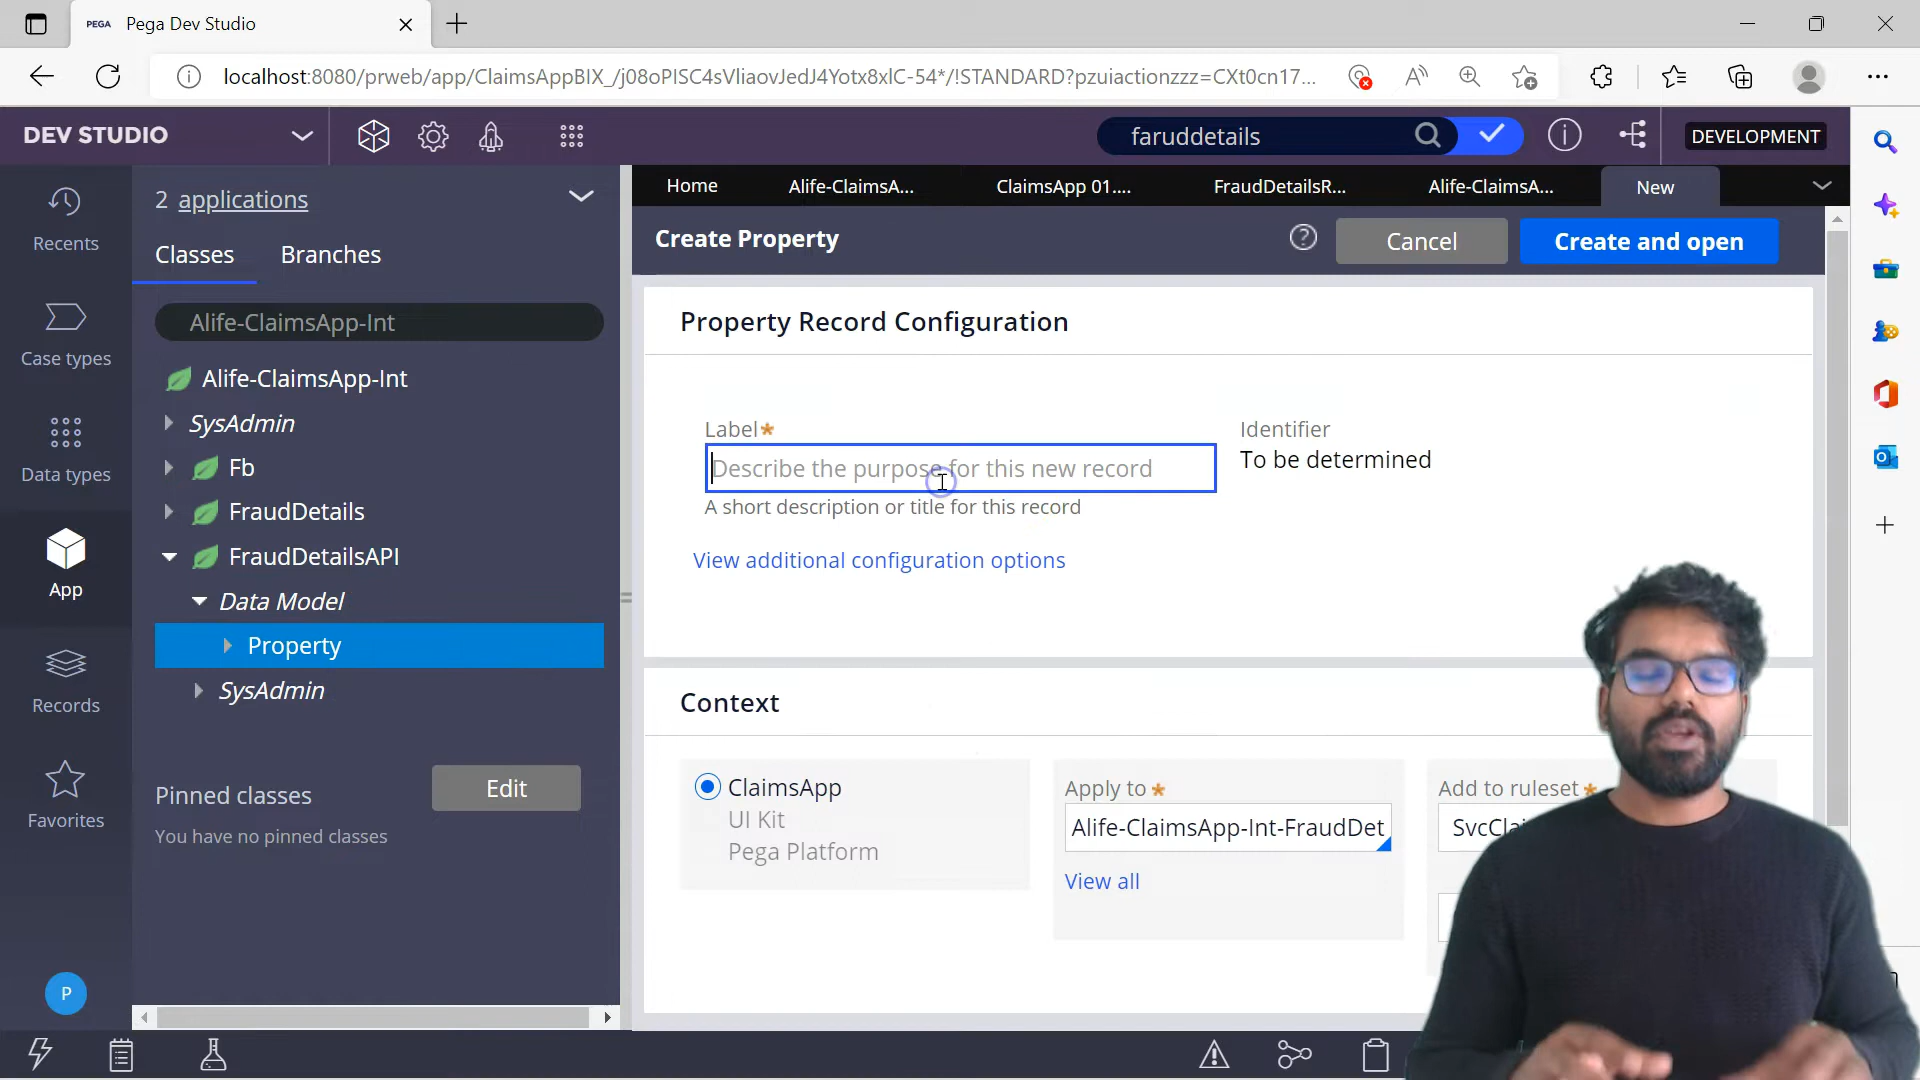 PEGA Pega Dev Studio
localhost:8080/prweb/app/ClaimsAppBIX_/j08oPISC4sVliaovJedJ4Yotx8xlC-54*/!STANDARD?pzuiactionzzz=CXt0cn17...
DEV STUDIO
faruddetails
DEVELOPMENT
Recents
Case types
Data types
App
Records
Favorites
P
2 applications
Classes Branches
Alife-ClaimsApp-Int
Alife-ClaimsApp-Int
SysAdmin
Fb
FraudDetails
FraudDetailsAPI
Data Model
Property
SysAdmin
Pinned classes Edit
You have no pinned classes
Home Alife-ClaimsA... ClaimsApp 01.... FraudDetailsR... Alife-ClaimsA... New
Create Property Cancel Create and open
Property Record Configuration
Label* Identifier
Describe the purpose for this new record To be determined
A short description or title for this record
View additional configuration options
Context
ClaimsApp
UI Kit
Pega Platform
Apply to *
Alife-ClaimsApp-Int-FraudDet
View all
Add to ruleset *